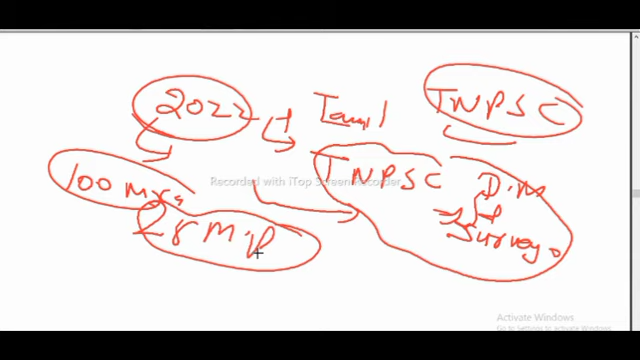 2022 Tamil TNPSC
TNPSC
100 mrs
Survey
28
Recorded with iTop Screen Recorder
Activate Windows
Go to Settings to activate Windows.